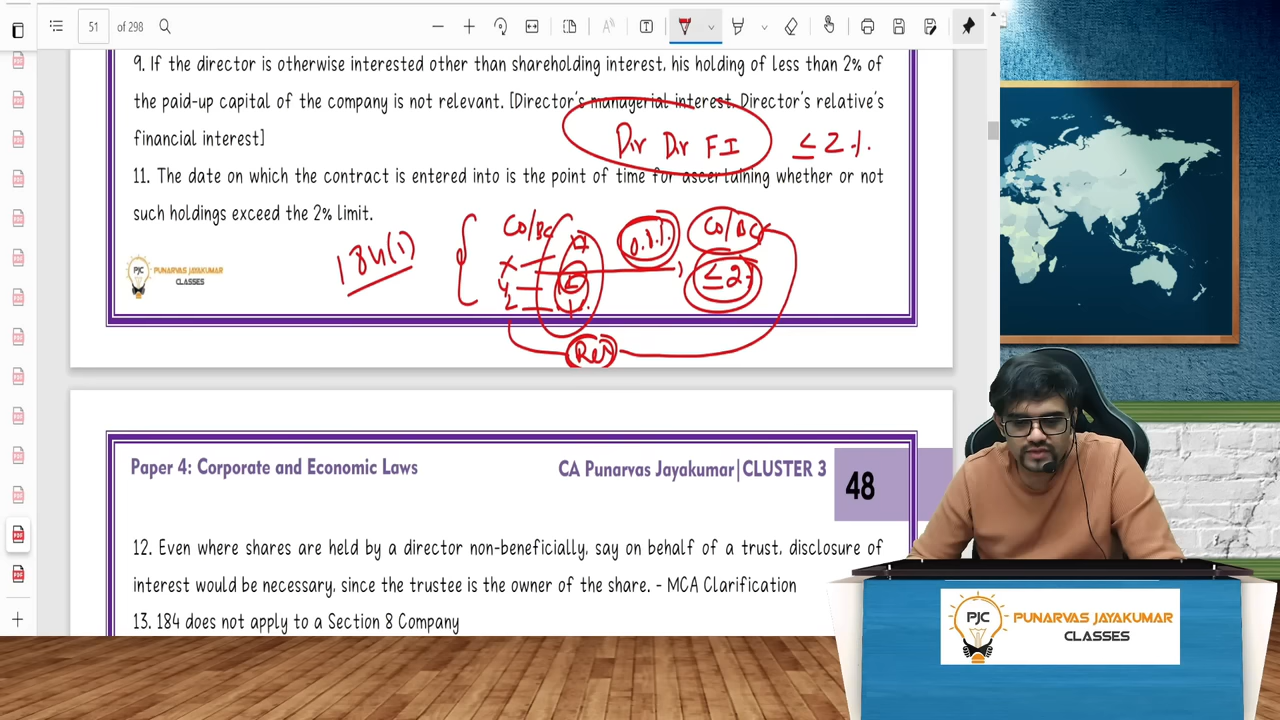 51 of 298
9. If the director is otherwise interested other than shareholding interest, his holding of less than 2% of
the paid-up capital of the company is not relevant. [Director's managerial interest, Director's relative's
financial interest]
Dir Dir FI ≤ 2%.
11. The date on which the contract is entered into is the point of time for ascertaining whether or not
such holdings exceed the 2% limit.
184(1)
Co/BC
Co/BC
X
Y
Z
≤ 2%
Rel
PJC PUNARVAS JAYAKUMAR
CLASSES
Paper 4: Corporate and Economic Laws
CA Punarvas Jayakumar|CLUSTER 3
48
12. Even where shares are held by a director non-beneficially, say on behalf of a trust, disclosure of
interest would be necessary, since the trustee is the owner of the share. - MCA Clarification
13. 184 does not apply to a Section 8 Company
PJC PUNARVAS JAYAKUMAR
CLASSES